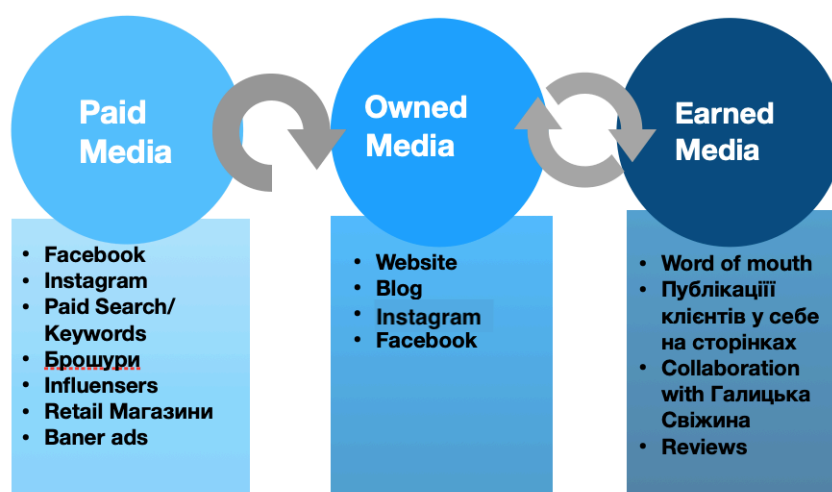 Paid
Media
Owned
Media
Earned
Media
• Facebook
• Instagram
• Paid Search/
Keywords
• Брошури
• Influensers
• Retail Магазини
• Baner ads
• Website
• Blog
• Instagram
• Facebook
• Word of mouth
• Публікаціїї
клієнтів у себе
на сторінках
• Collaboration
with Галицька
Свіжина
• Reviews